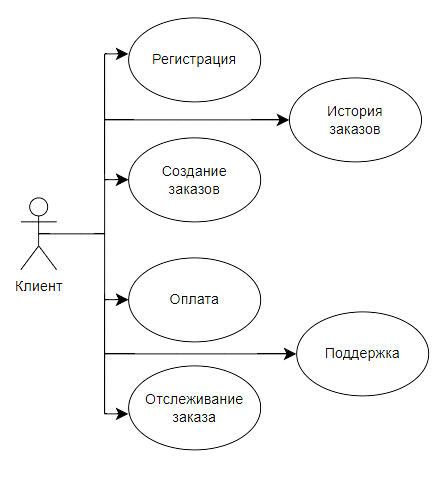 Регистрация
История
заказов
Создание
заказов
Клиент
Оплата
Поддержка
Отслеживание
заказа